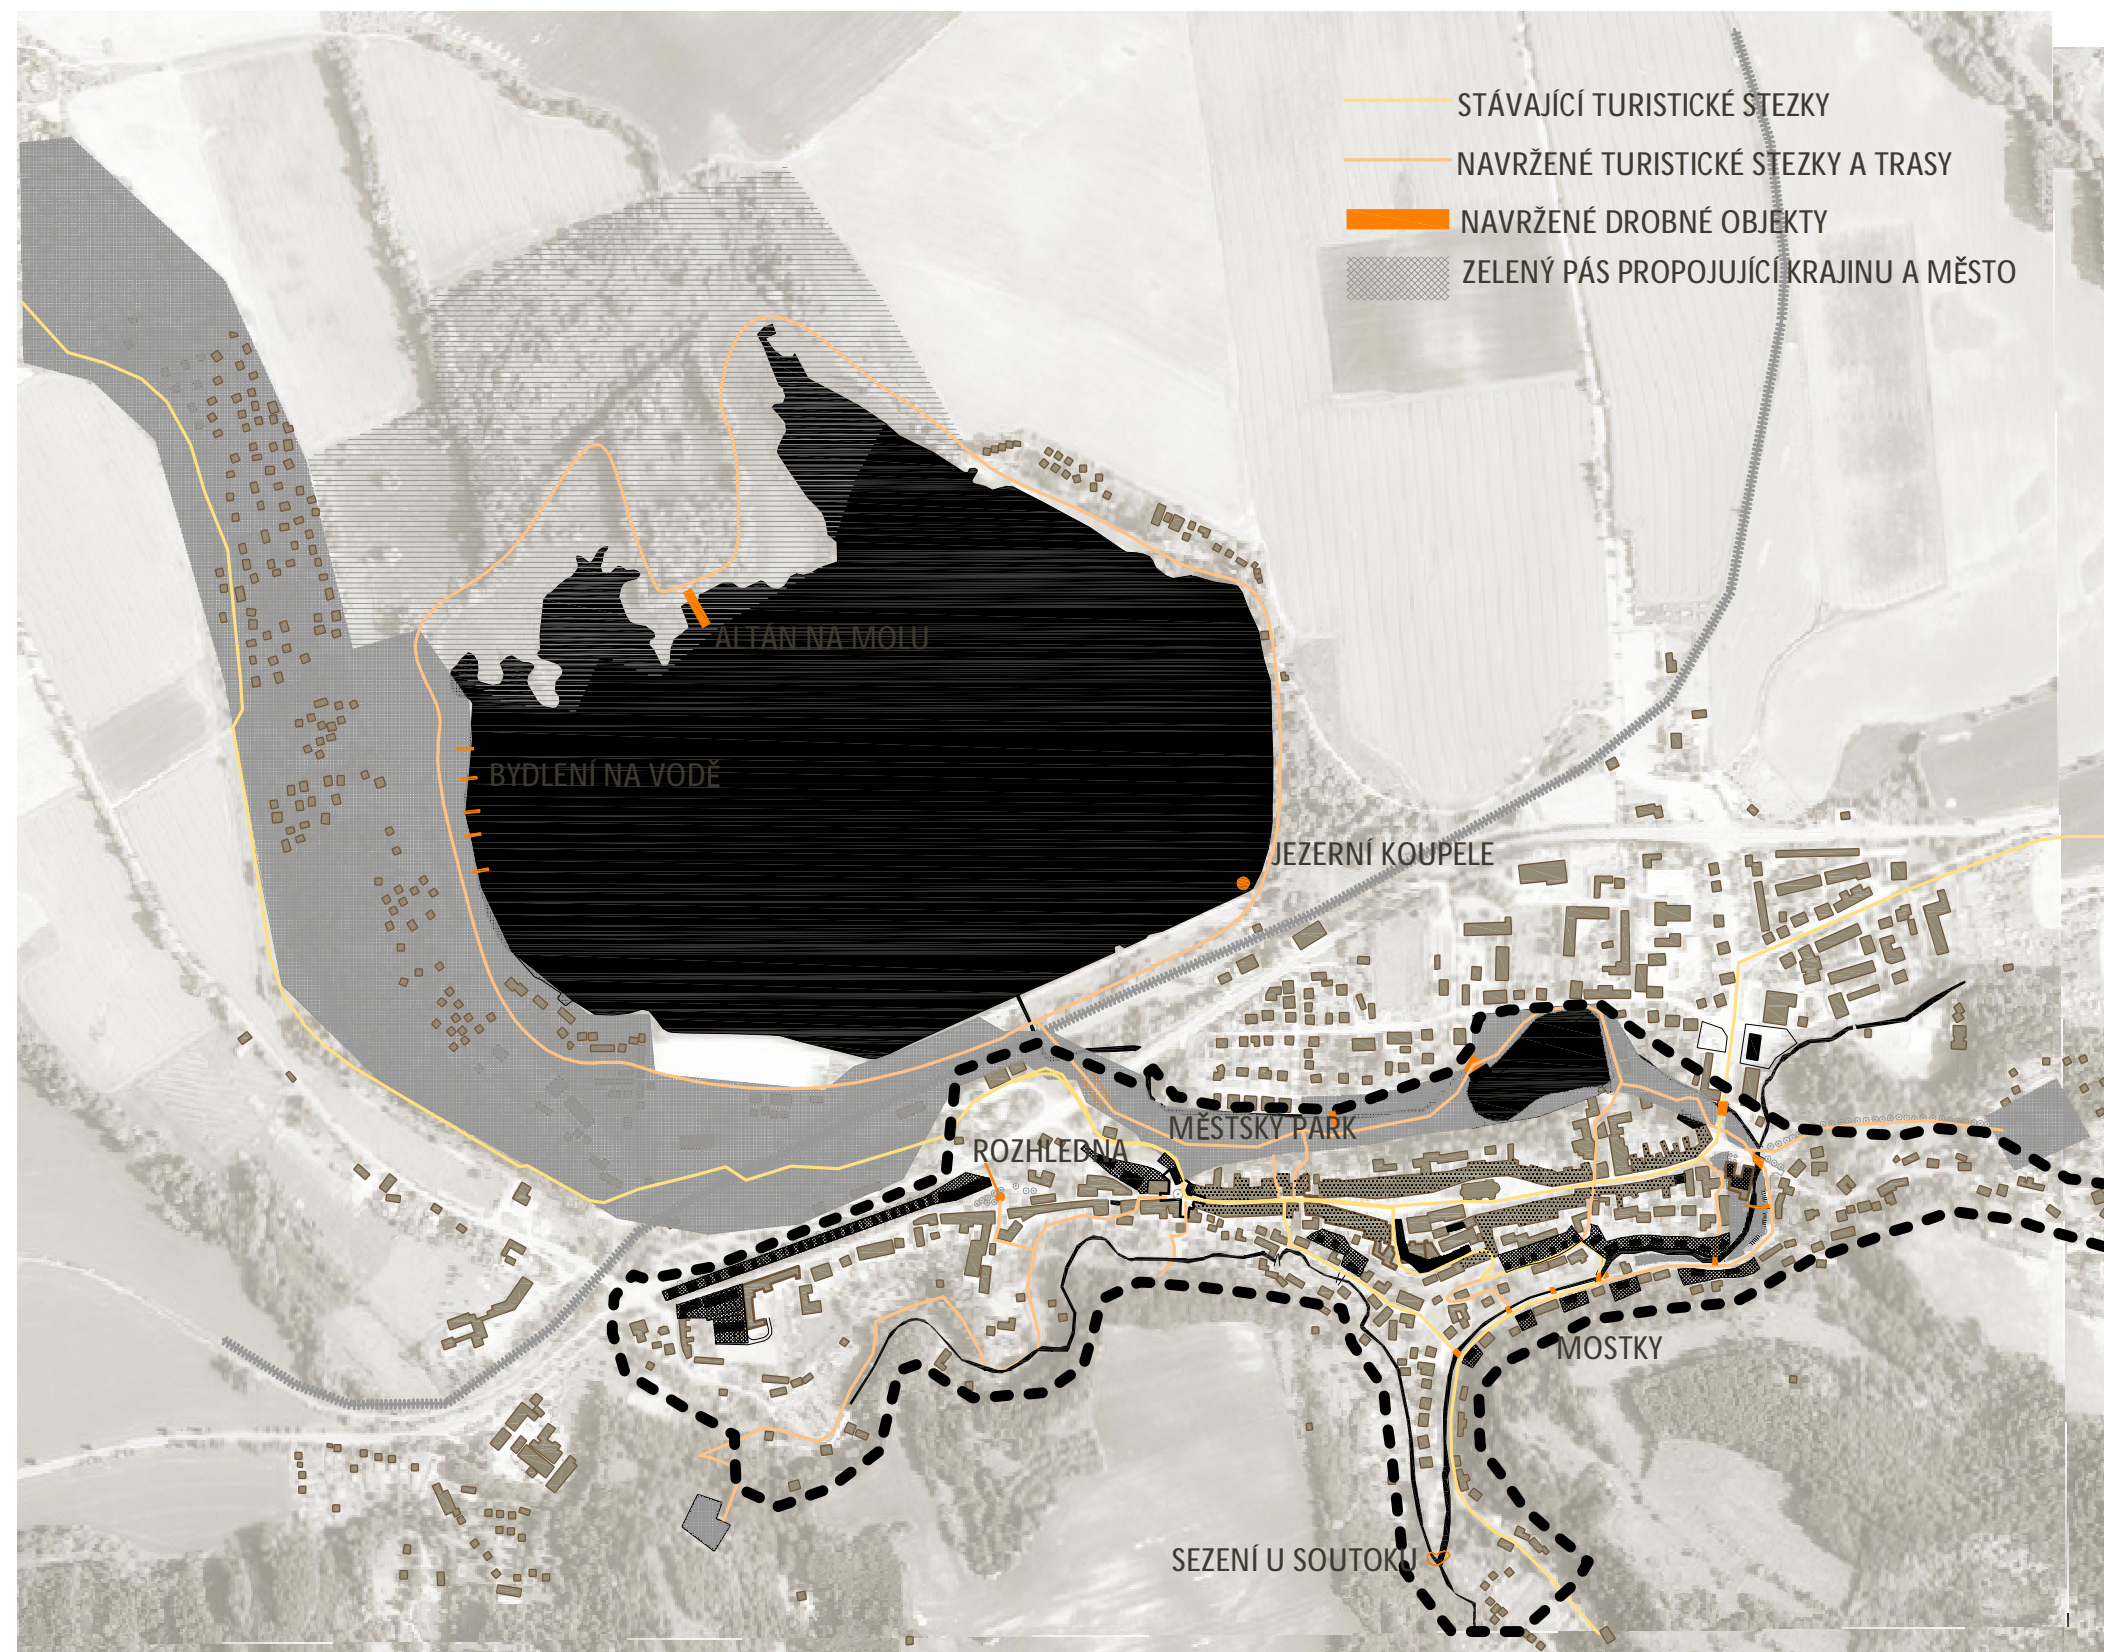 STÁVAJÍCÍ TURISTICKÉ STEZKY
NAVRŽENÉ TURISTICKÉ STEZKY A TRASY
NAVRŽENÉ DROBNÉ OBJEKTY
ZELENÝ PÁS PROPOJUJÍCÍ KRAJINU A MĚSTO
ALTÁN NA MOLU
BYDLENÍ NA VODĚ
JEZERNÍ KOUPELE
MĚSTSKÝ PARK
ROZHLEDNA
MOSTKY
SEZENÍ U SOUTOKU